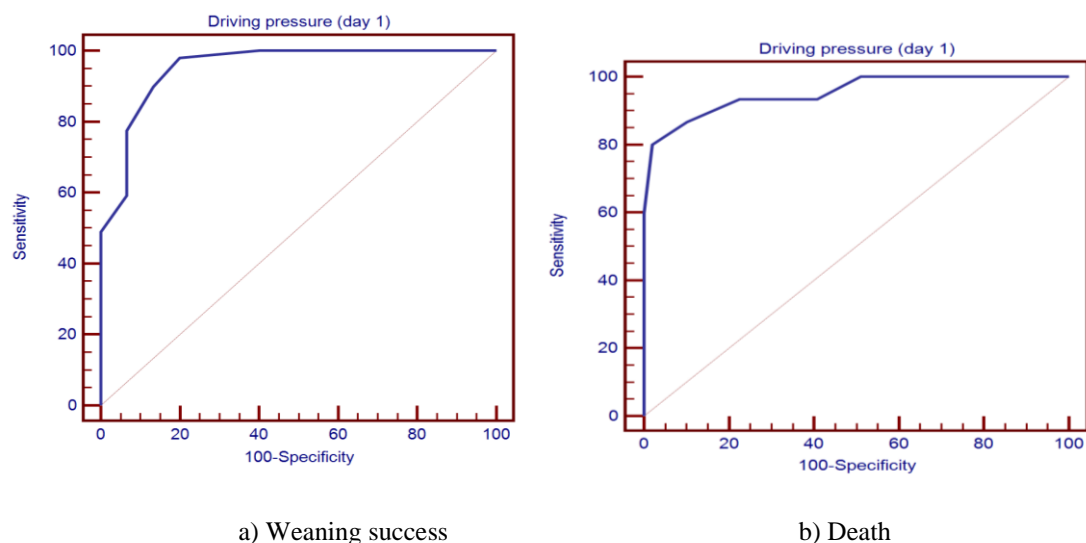 Driving pressure (day 1)
100
80
60
40
20
0
Sensitivity
0 20 40 60 80 100
100-Specificity
a) Weaning success
Driving pressure (day 1)
100
80
60
40
20
0
Sensitivity
0 20 40 60 80 100
100-Specificity
b) Death